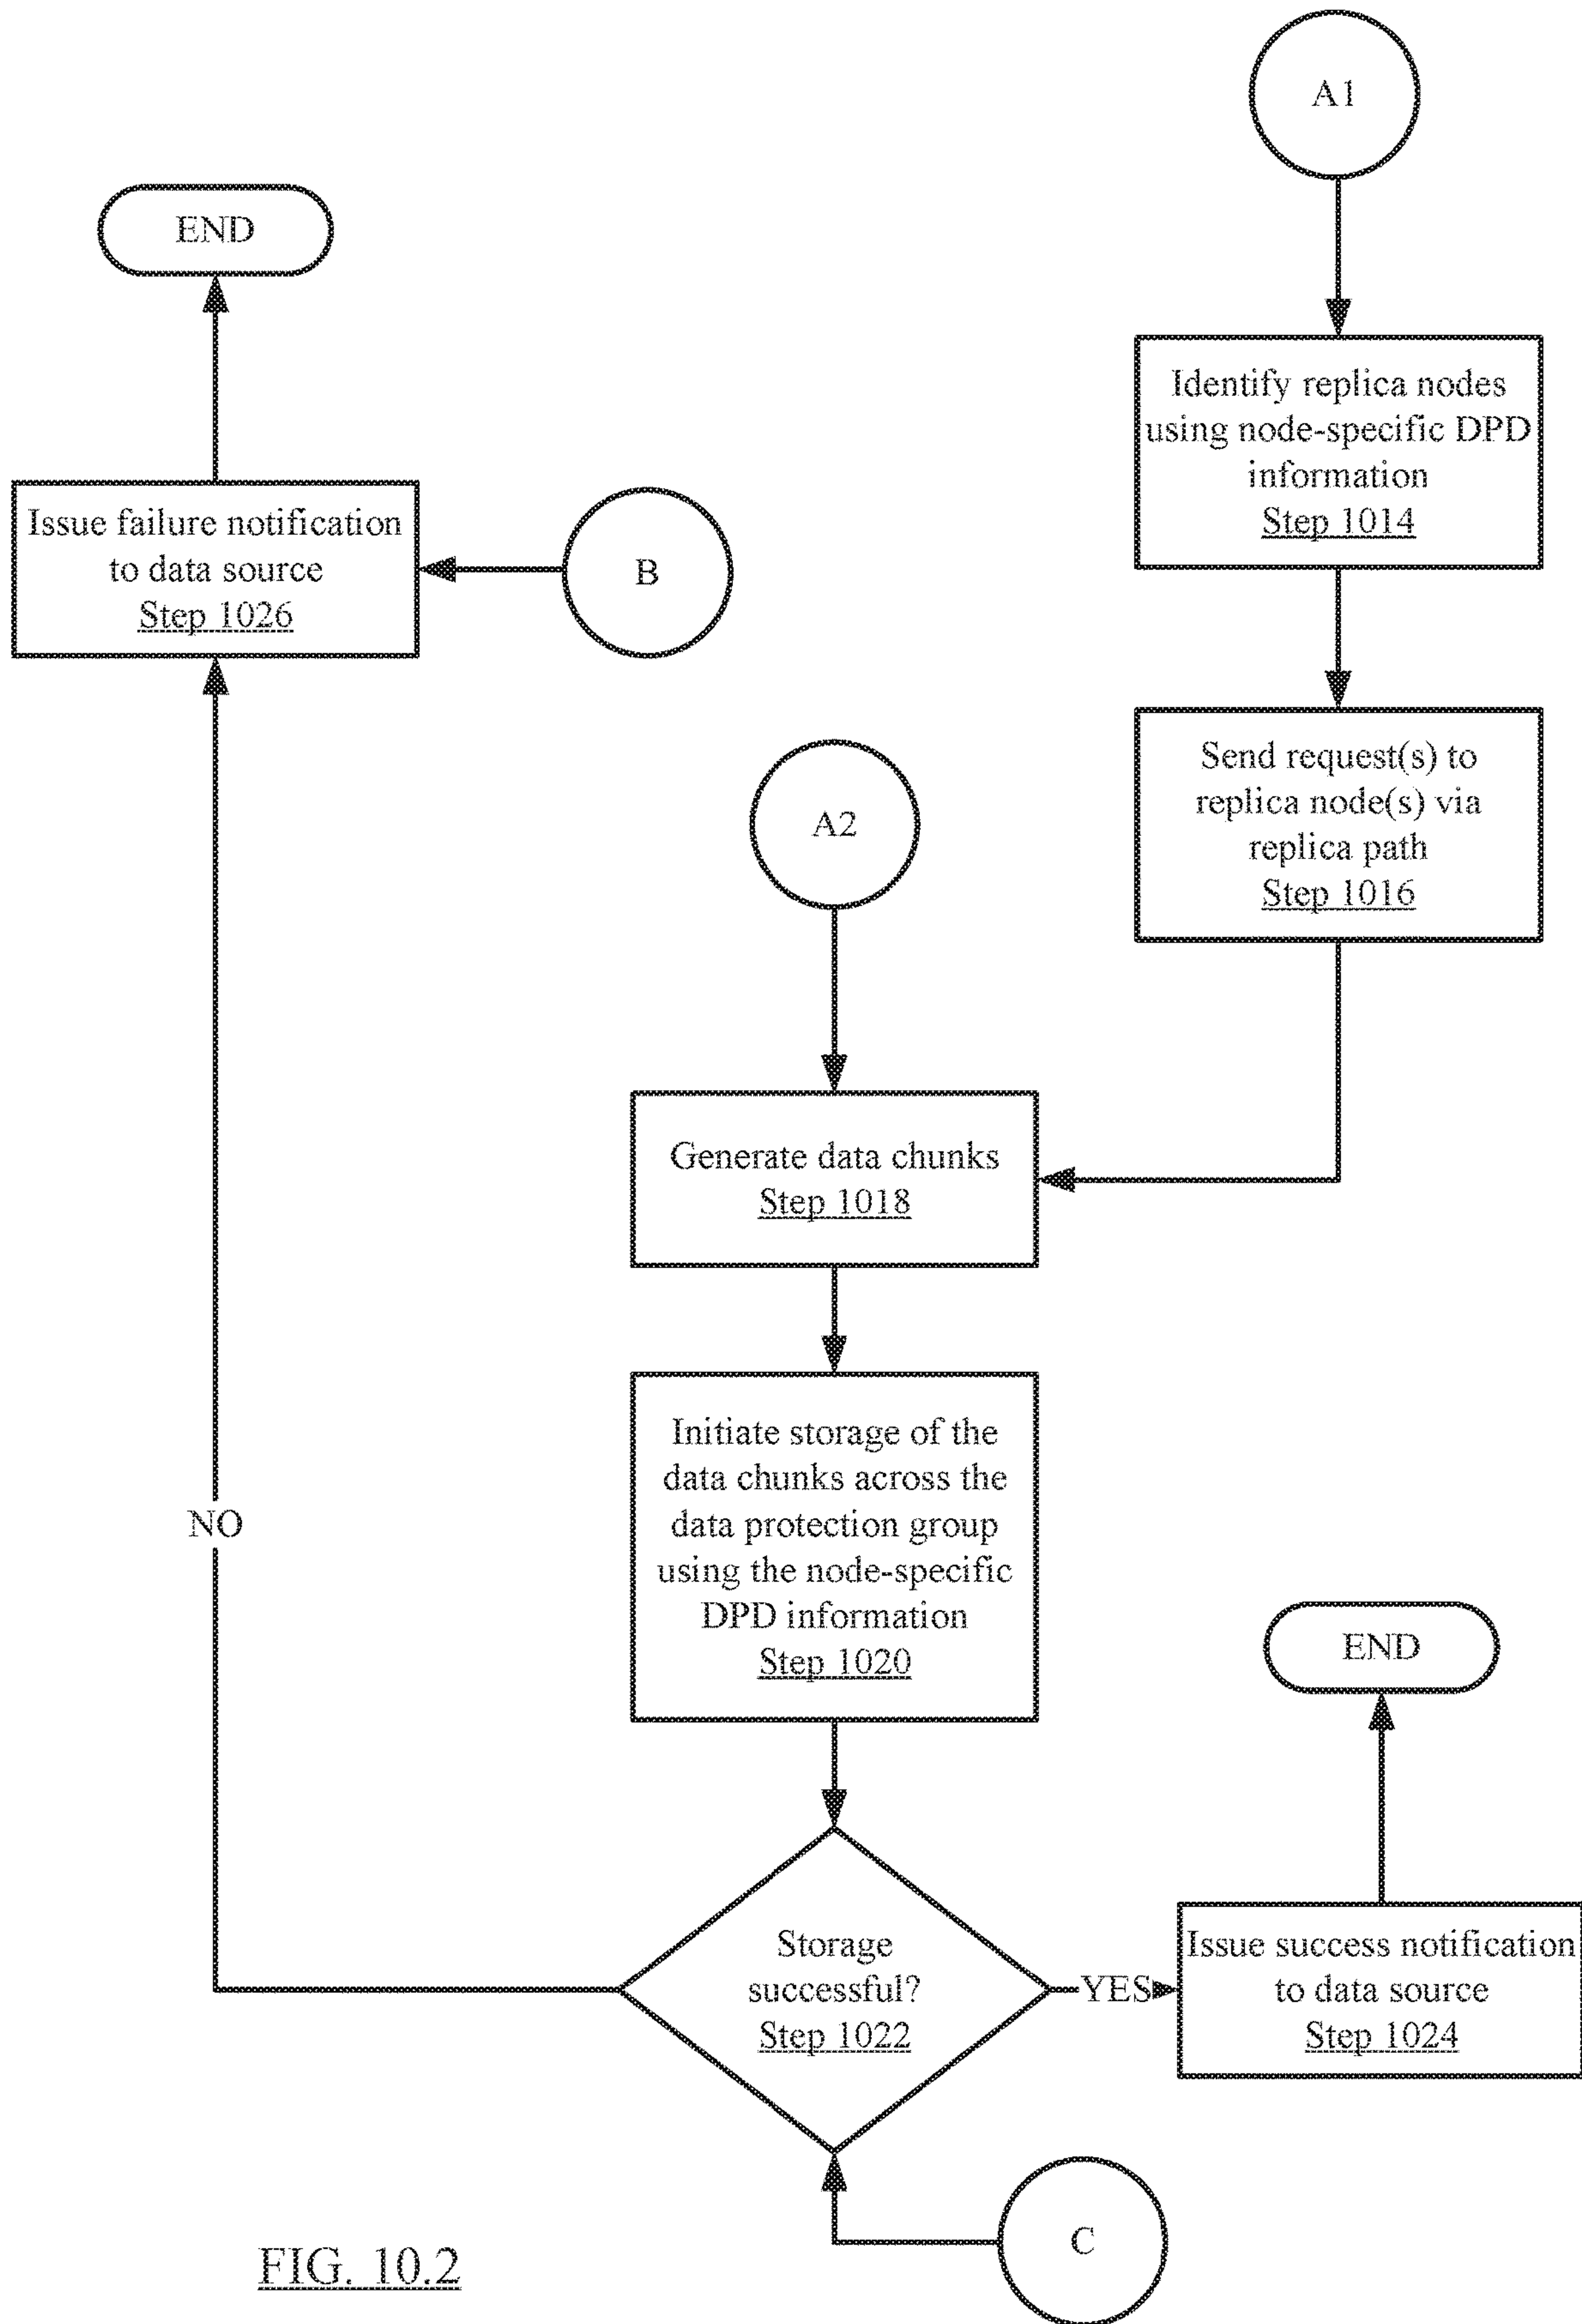 A1
END
Identify replica nodes
using node-specific DPD
information
Step 1014
Issue failure notification
to data source
Step 1026
B
Send request(s) to
replica node(s) via
replica path
Step 1016
A2
Generate data chunks
Step 1018
Initiate storage of the
data chunks across the
data protection group
using the node-specific
DPD information
Step 1020
NO
END
Storage
successful?
Step 1022
YES
Issue success notification
to data source
Step 1024
C
FIG. 10.2